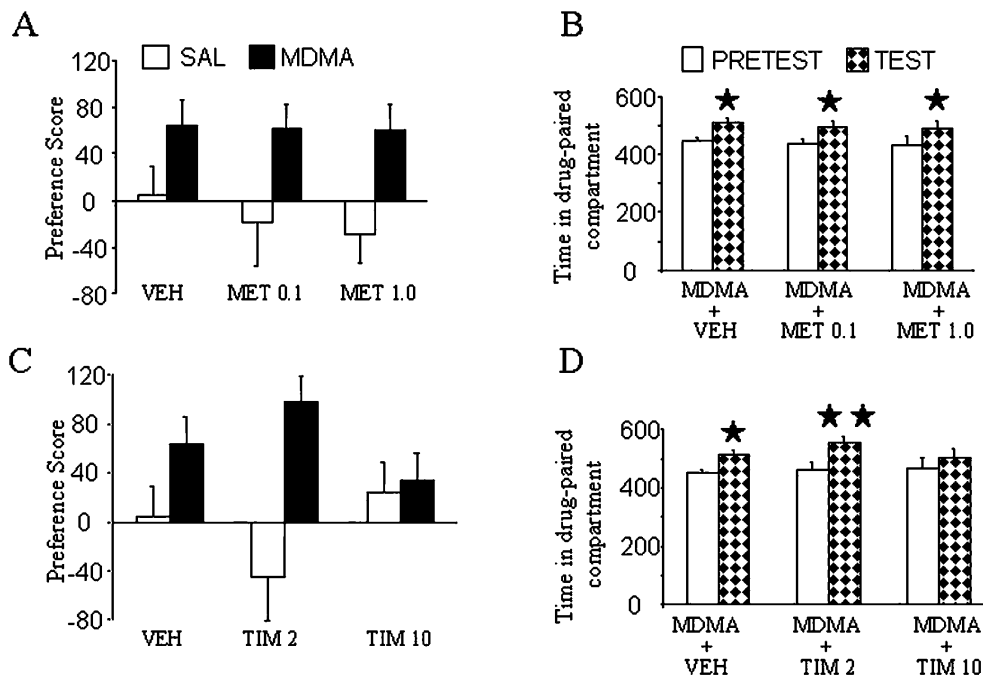 A
SAL MDMA
120
80
40
0
-40
-80
Preference Score
VEH MET 0.1 MET 1.0
B
PRETEST TEST
600
400
200
0
Time in drug-paired
compartment
MDMA MDMA MDMA
+ + +
VEH MET 0.1 MET 1.0
C
120
80
40
0
-40
-80
Preference Score
VEH TIM 2 TIM 10
D
600
400
200
0
Time in drug-paired
compartment
MDMA MDMA MDMA
+ + +
VEH TIM 2 TIM 10